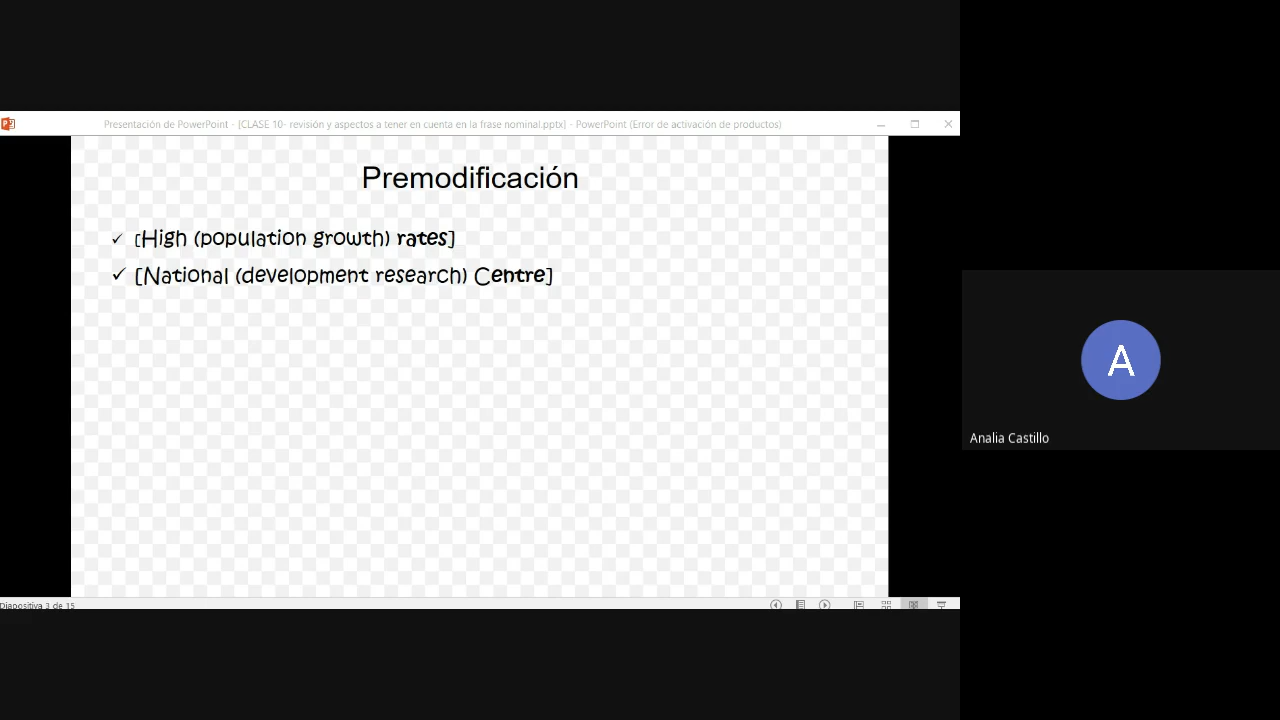 Presentación de PowerPoint - [CLASE 10- revisión y aspectos a tener en cuenta en la frase nominal.pptx] - PowerPoint (Error de activación de productos)
Premodificación
✓ [High (population growth) rates]
✓ [National (development research) Centre]
A
Analia Castillo
Diapositiva 3 de 15